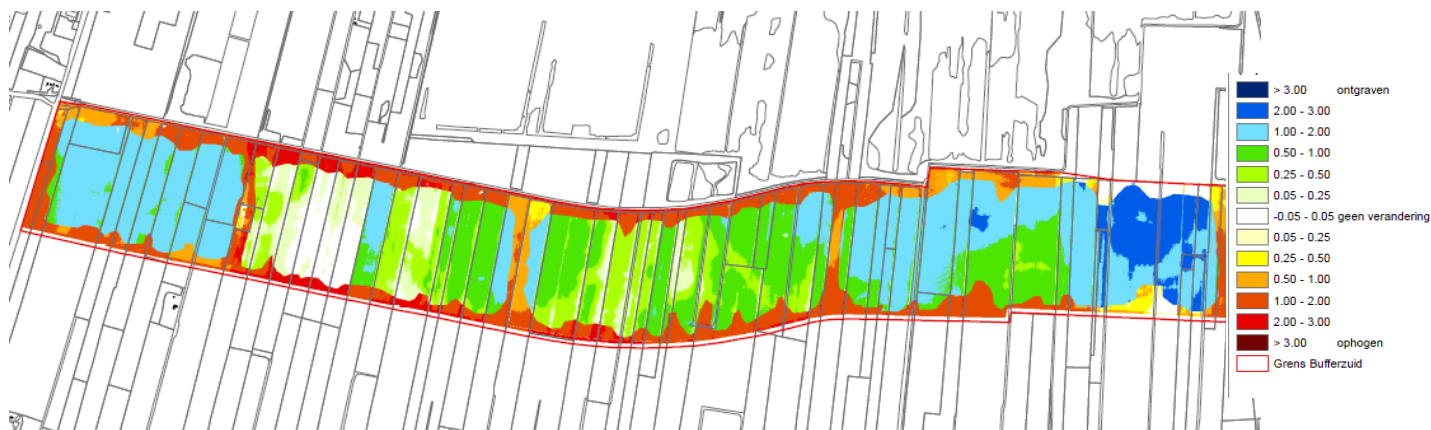 > 3.00 ontgraven
2.00 - 3.00
1.00 - 2.00
0.50 - 1.00
0.25 - 0.50
0.05 - 0.25
-0.05 - 0.05 geen verandering
0.05 - 0.25
0.25 - 0.50
0.50 - 1.00
1.00 - 2.00
2.00 - 3.00
> 3.00 ophogen
Grens Bufferzuid